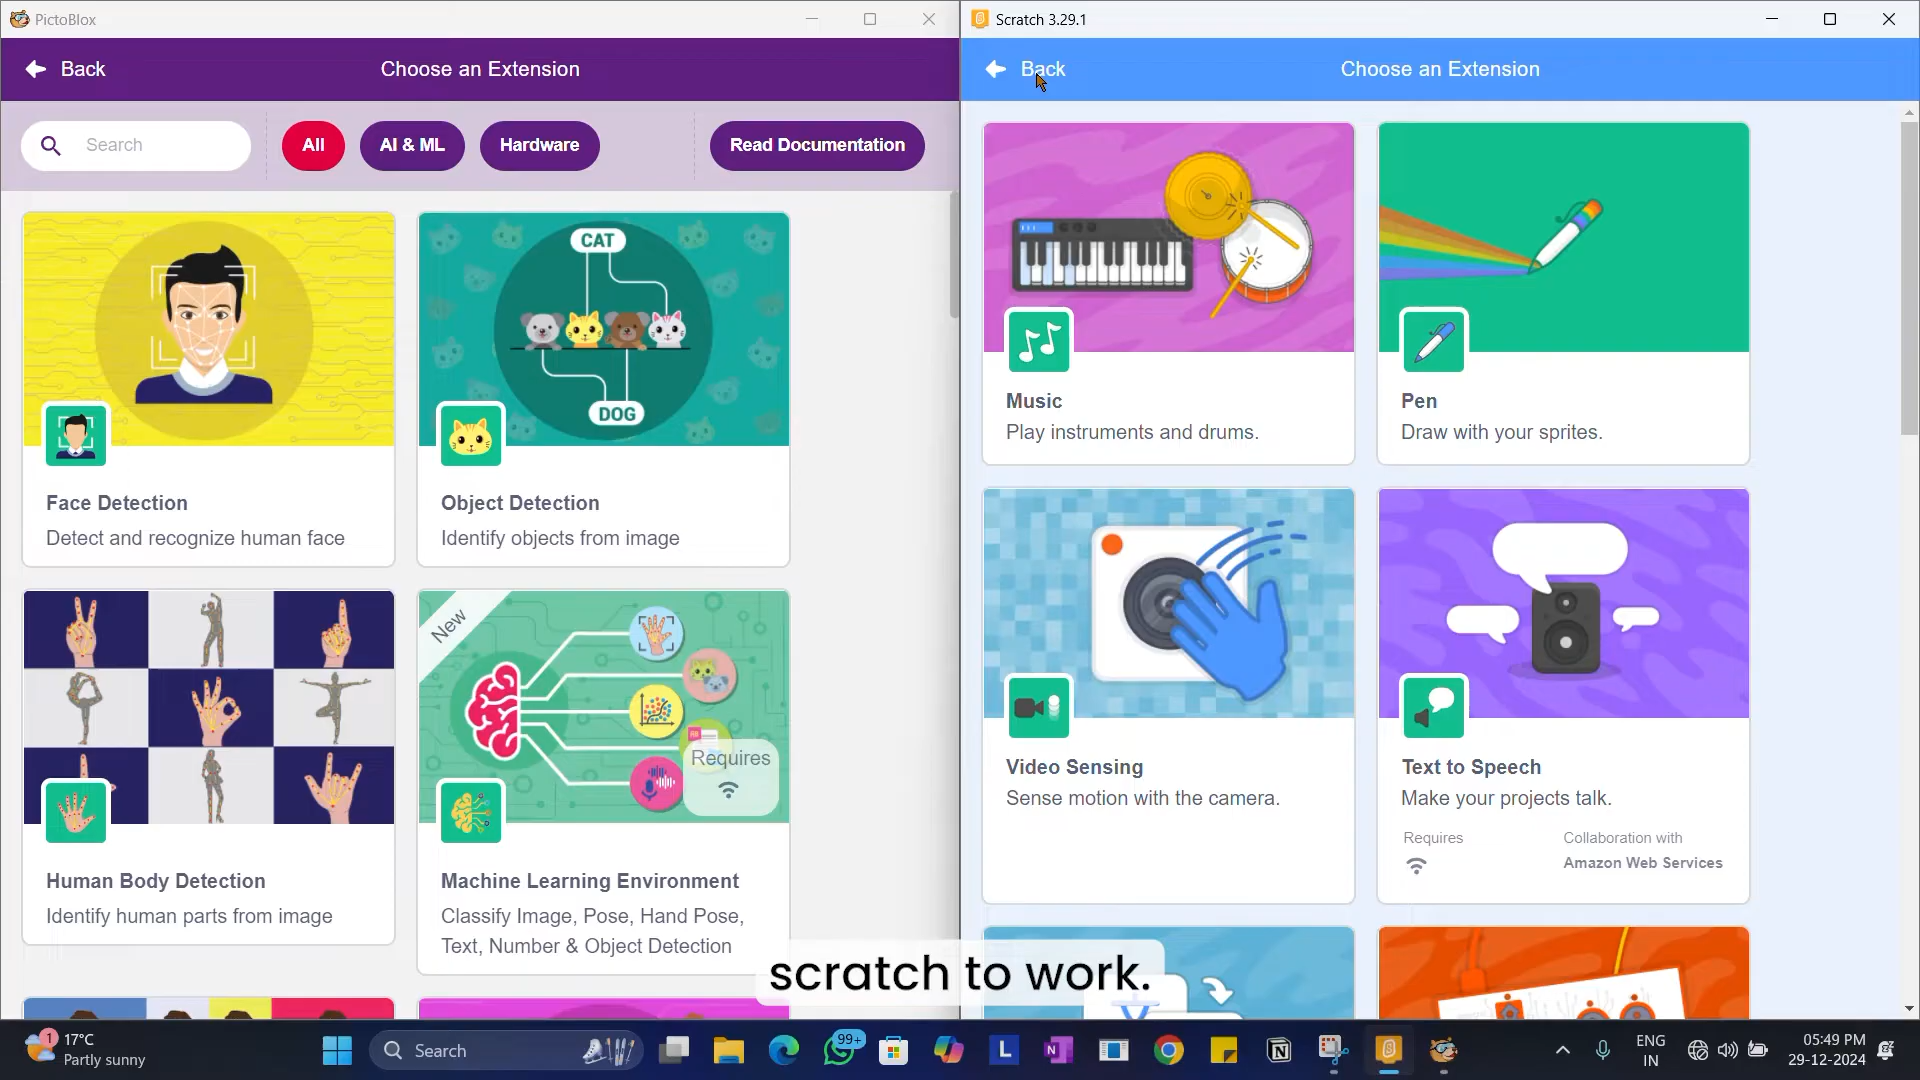 PictoBlox
Back
Choose an Extension
Search
All
AI & ML
Hardware
Read Documentation
CAT
DOG
Face Detection
Detect and recognize human face
Object Detection
Identify objects from image
New
Requires
Human Body Detection
Identify human parts from image
Machine Learning Environment
Classify Image, Pose, Hand Pose,
Text, Number & Object Detection
Scratch 3.29.1
Back
Choose an Extension
Music
Play instruments and drums.
Pen
Draw with your sprites.
Video Sensing
Sense motion with the camera.
Text to Speech
Make your projects talk.
Requires
Collaboration with
Amazon Web Services
scratch to work.
1
17°C
Partly sunny
Search
99+
L
N
ENG
IN
05:49 PM
29-12-2024